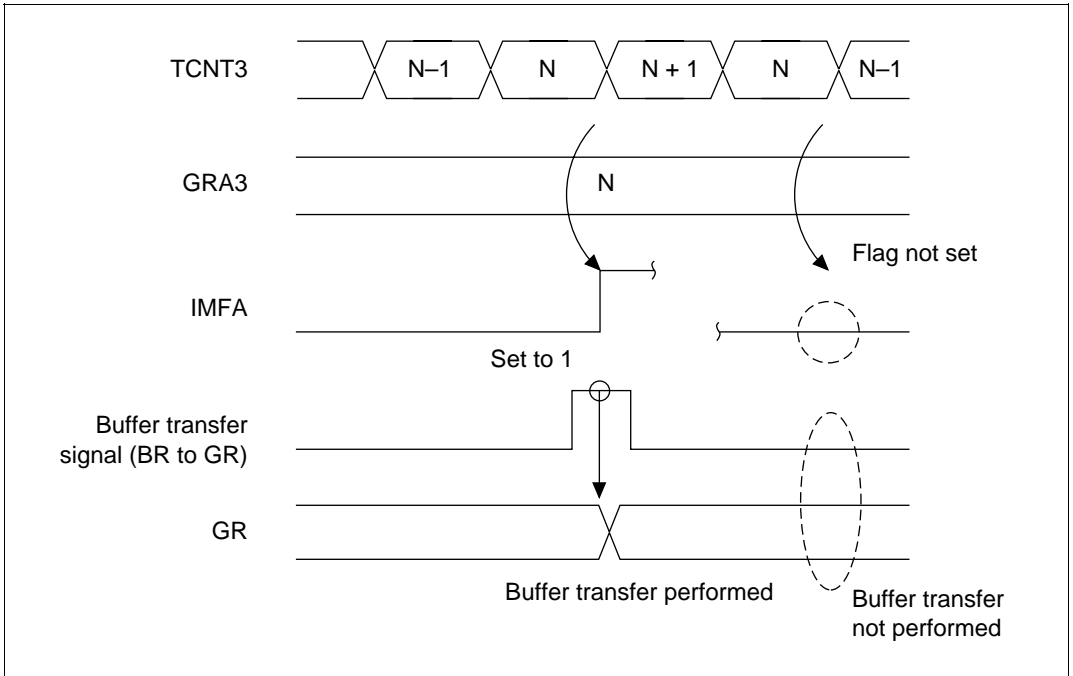 TCNT3
N–1
N
N + 1
N
N–1
GRA3
N
Flag not set
IMFA
Set to 1
Buffer transfer
signal (BR to GR)
GR
Buffer transfer performed
Buffer transfer
not performed